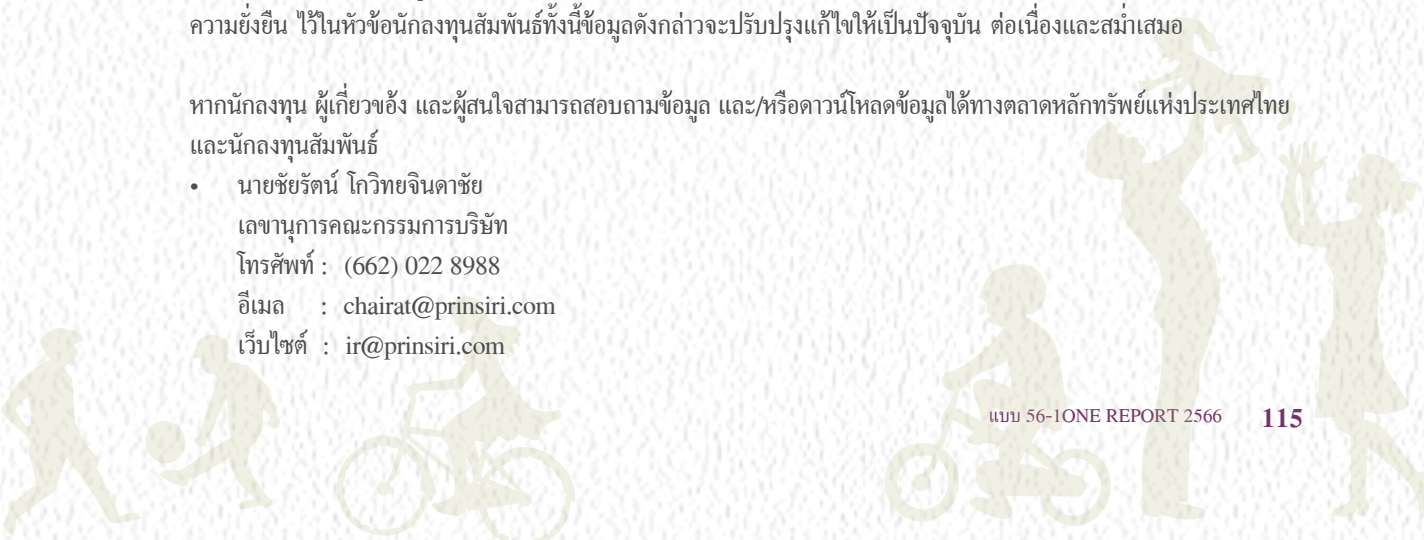 ความยั่งยืน ไว้ในหัวข้อนักลงทุนสัมพันธ์ทั้งนี้ข้อมูลดังกล่าวจะปรับปรุงแก้ไขให้เป็นปัจจุบัน ต่อเนื่องและสม่ำเสมอ
หากนักลงทุน ผู้เกี่ยวข้อง และผู้สนใจสามารถสอบถามข้อมูล และ/หรือดาวน์โหลดข้อมูลได้ทางตลาดหลักทรัพย์แห่งประเทศไทย
และนักลงทุนสัมพันธ์
• นายชัยรัตน์ โกวิทยจินดาชัย
เลขานุการคณะกรรมการบริษัท
โทรศัพท์ : (662) 022 8988
อีเมล : chairat@prinsiri.com
เว็บไซต์ : ir@prinsiri.com
แบบ 56-1ONE REPORT 2566 115